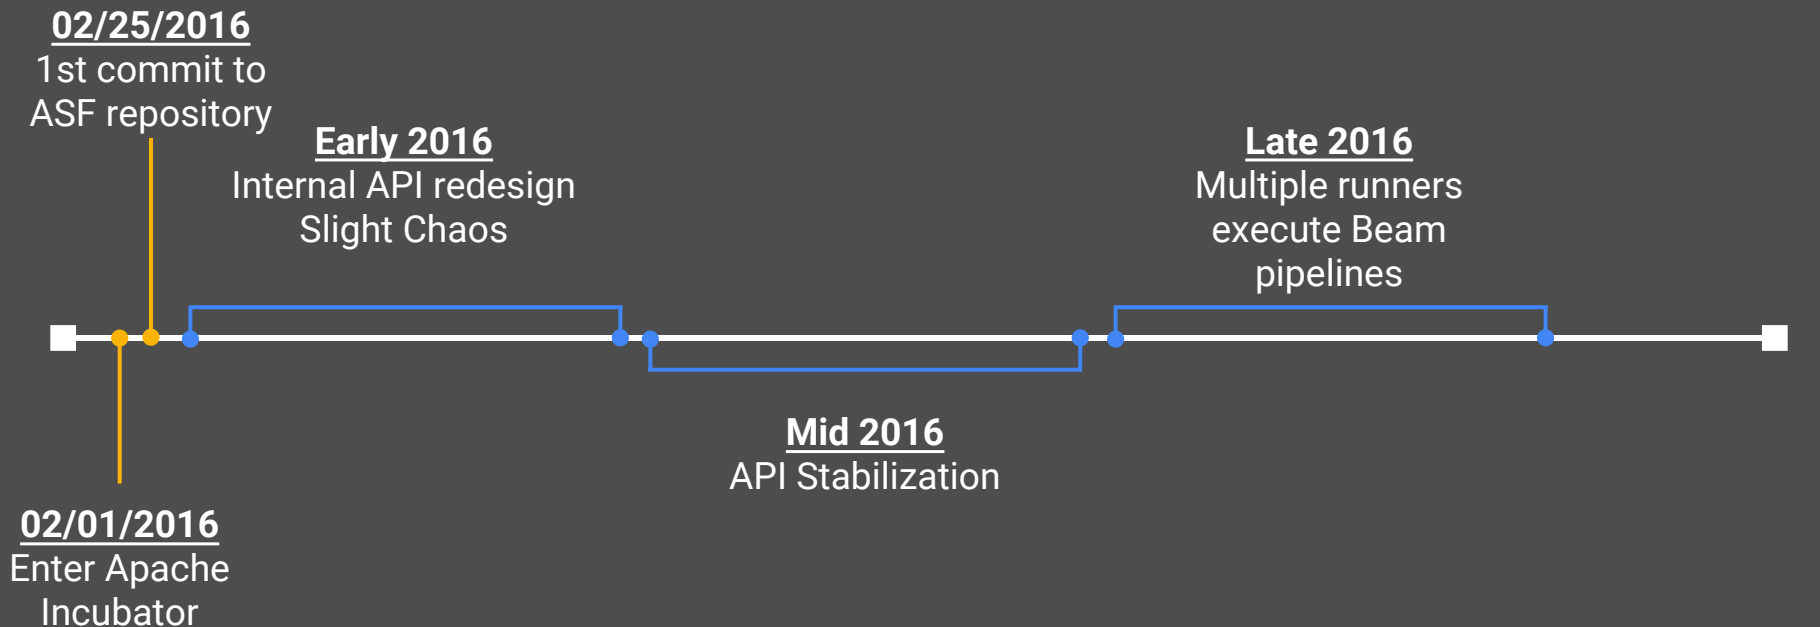 02/25/2016
1st commit to
ASF repository
Early 2016
Internal API redesign
Slight Chaos
Late 2016
Multiple runners
execute Beam
pipelines
Mid 2016
API Stabilization
02/01/2016
Enter Apache
Incubator